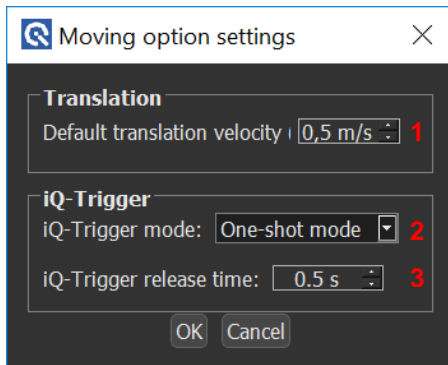 Moving option settings
Translation
Default translation velocity ( 0,5 m/s 1
iQ-Trigger
iQ-Trigger mode: One-shot mode 2
iQ-Trigger release time: 0.5 s 3
OK Cancel